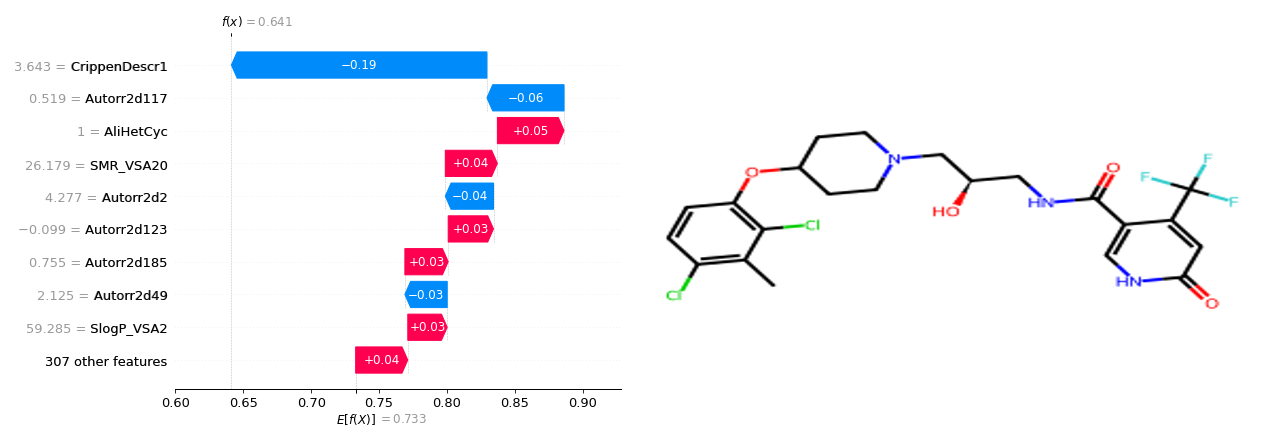 f(x) = 0.641
3.643 = CrippenDescr1
−0.19
0.519 = Autorr2d117
−0.06
1 = AliHetCyc
+0.05
26.179 = SMR_VSA20
+0.04
4.277 = Autorr2d2
−0.04
−0.099 = Autorr2d123
+0.03
0.755 = Autorr2d185
+0.03
2.125 = Autorr2d49
−0.03
59.285 = SlogP_VSA2
+0.03
307 other features
+0.04
0.60 0.65 0.70 0.75 0.80 0.85 0.90
E[f(X)] = 0.733
F
O
F
N
F
O
HO
HN
Cl
HN
Cl
O